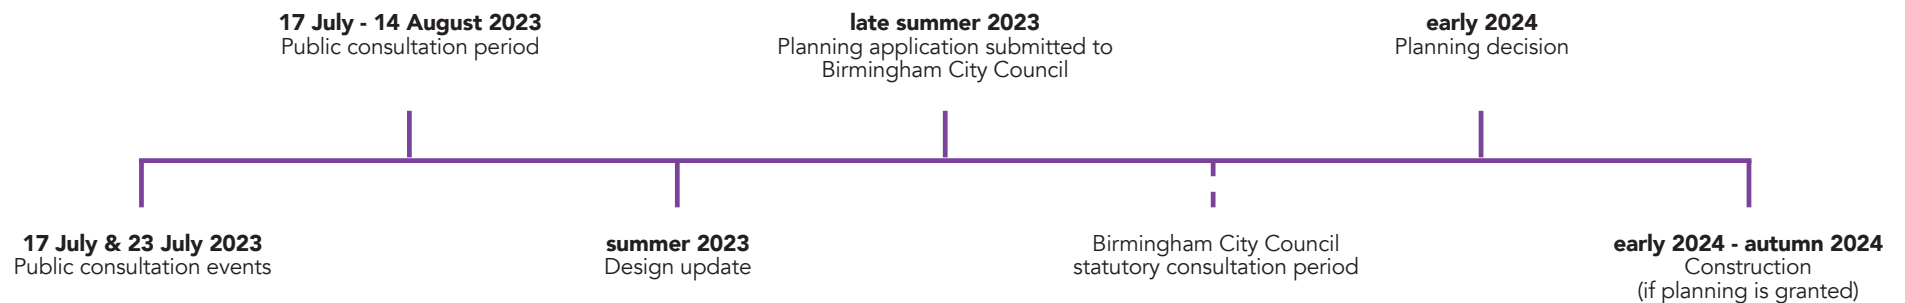 17 July - 14 August 2023
Public consultation period
late summer 2023
Planning application submitted to
Birmingham City Council
early 2024
Planning decision
17 July & 23 July 2023
Public consultation events
summer 2023
Design update
Birmingham City Council
statutory consultation period
early 2024 - autumn 2024
Construction
(if planning is granted)